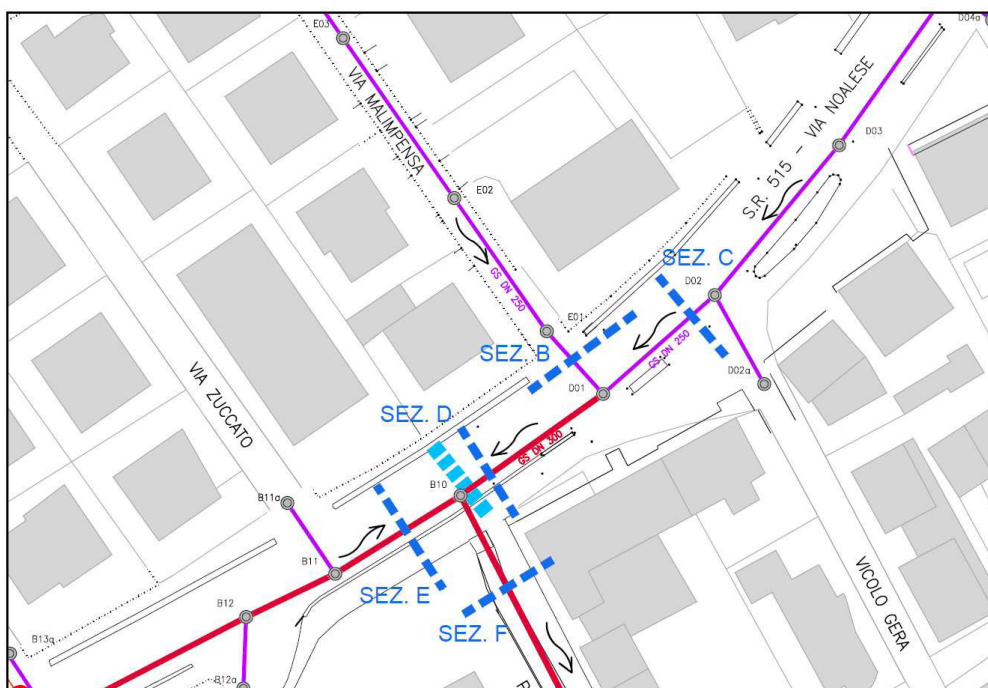 E03
D04a
VIA MALIMPENSA
S.R. 515 - VIA NOALESE
D03
E02
GS DN 250
SEZ. C
D02
E01
SEZ. B
GS DN 250
VIA ZUCCATO
D01
D02a
SEZ. D
GS DN 300
B10
B11a
B11
SEZ. E
VICOLO GERA
B12
SEZ. F
B13a
B12a